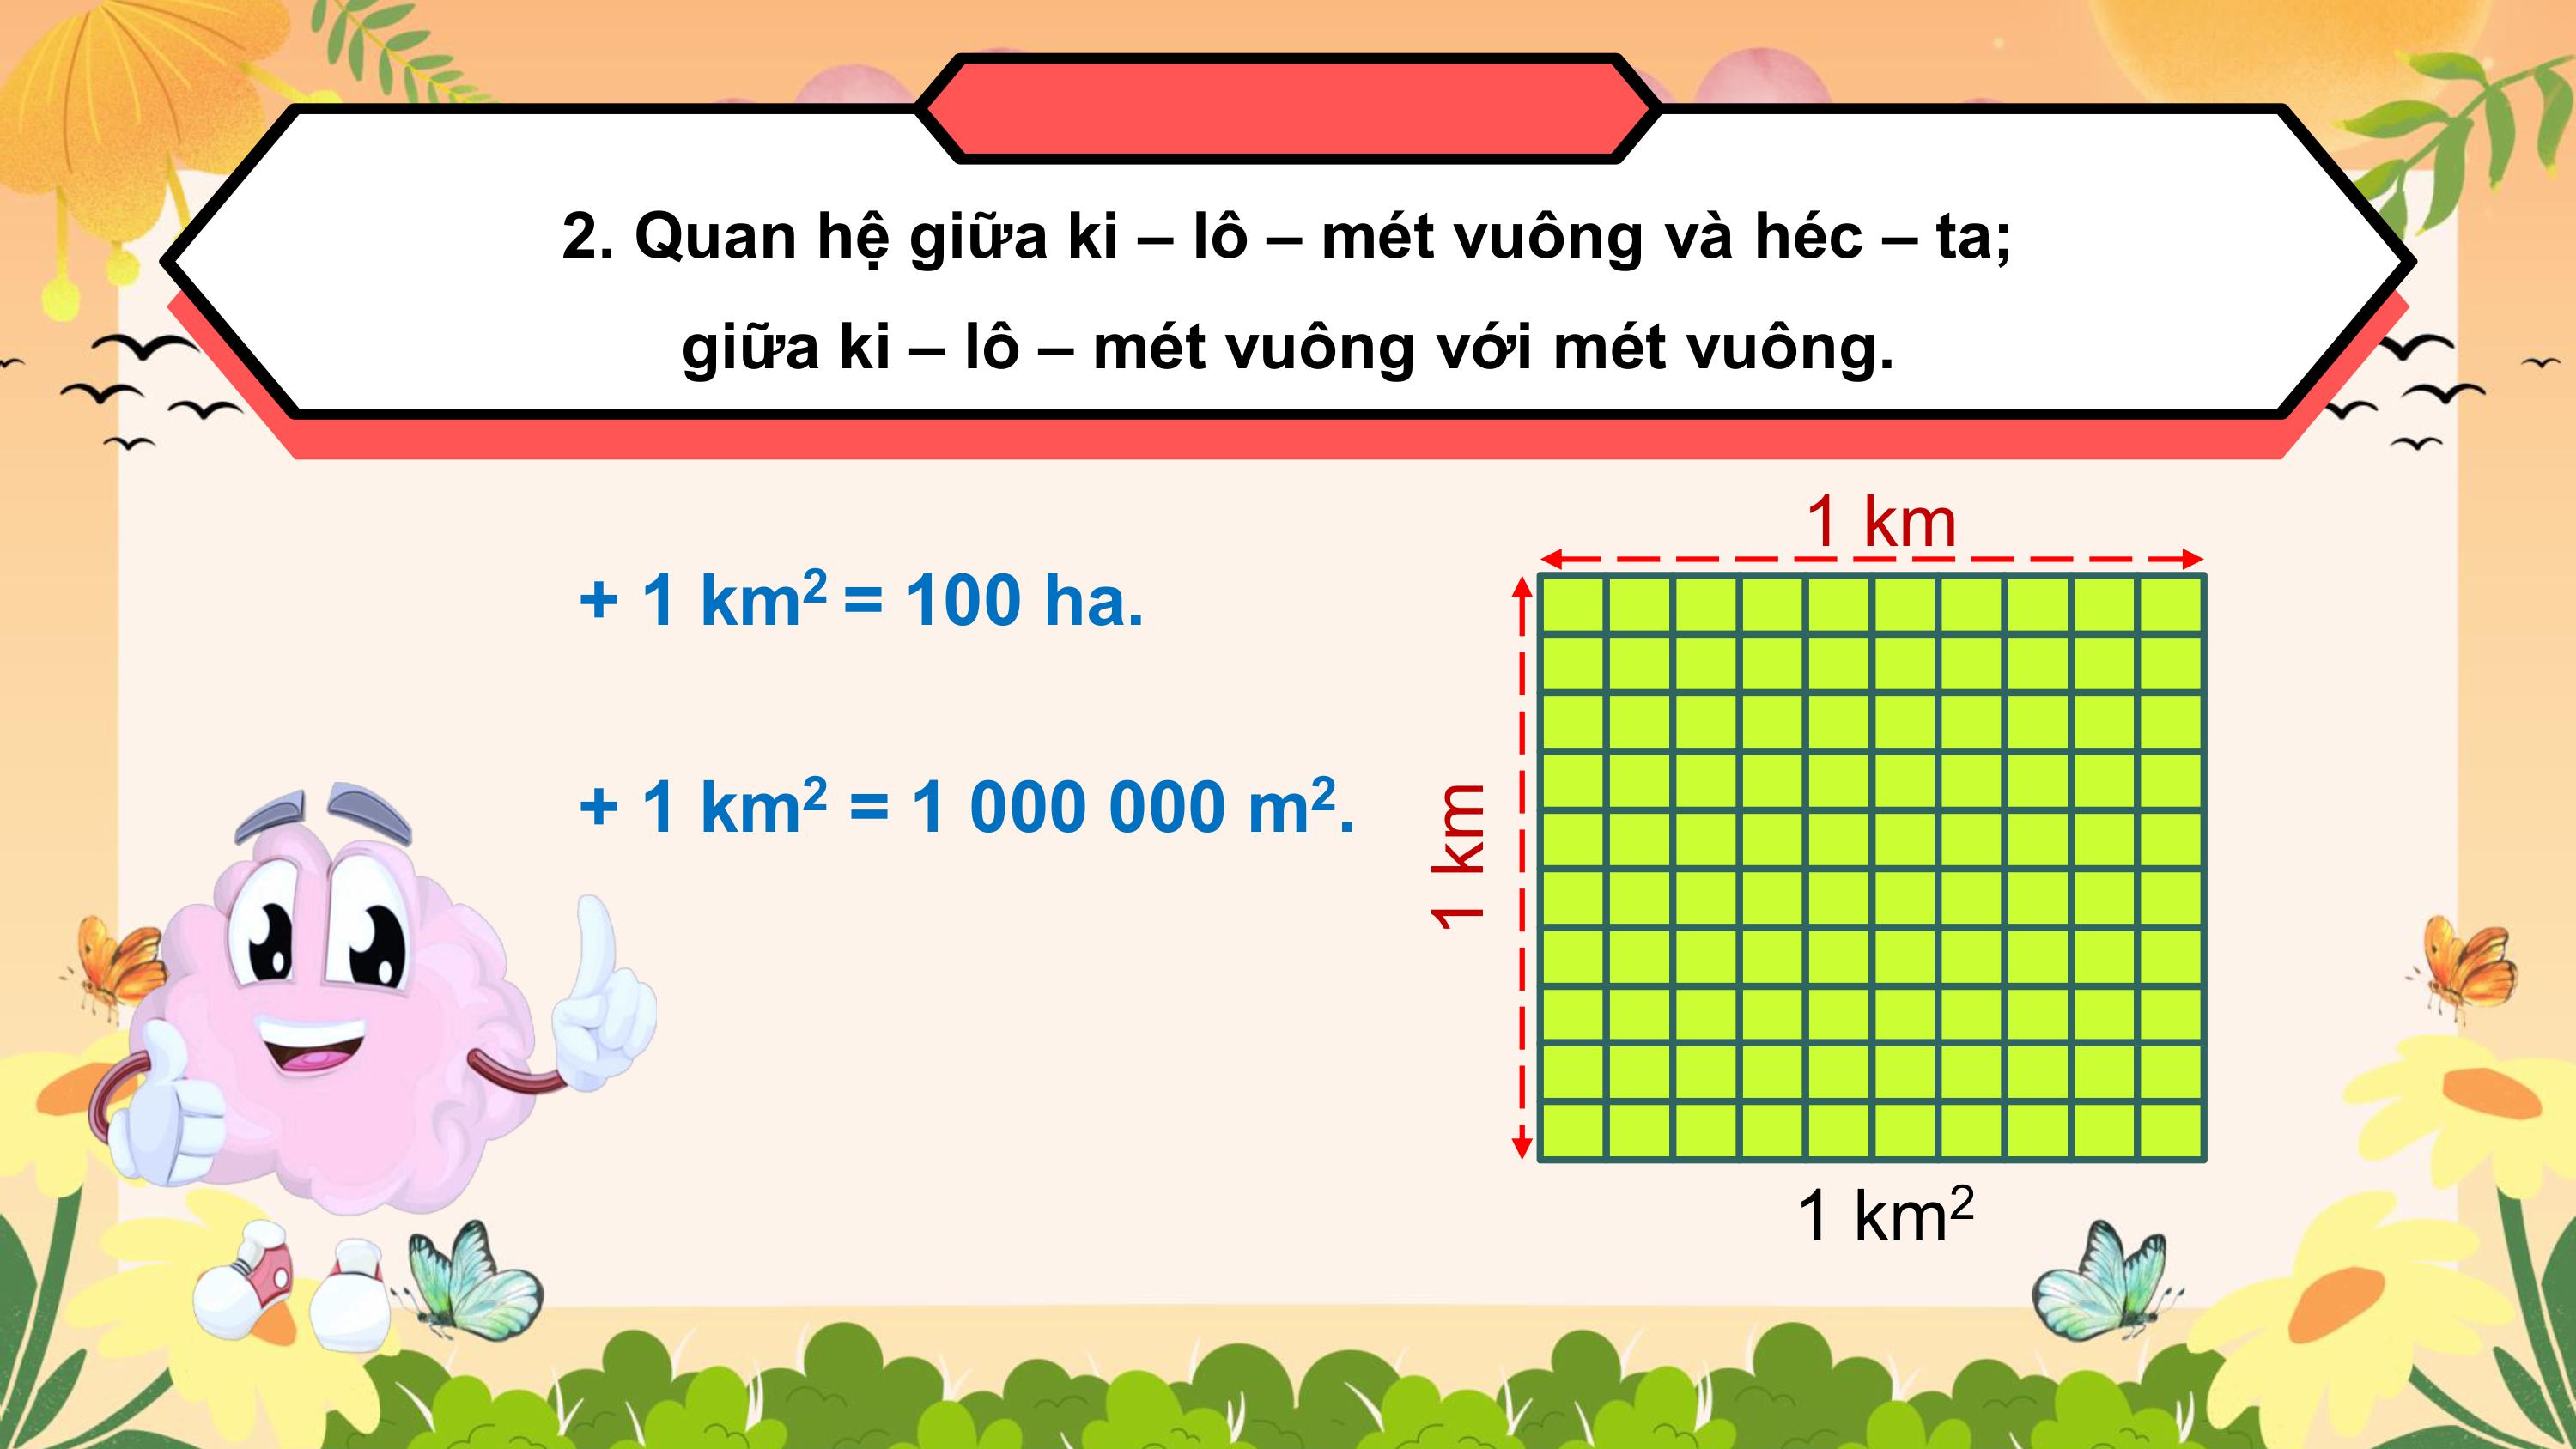 2. Quan hệ giữa ki – lô – mét vuông và héc – ta;
giữa ki – lô – mét vuông với mét vuông.
+ 1 km² = 100 ha.
+ 1 km² = 1 000 000 m².
1 km
1 km
1 km²